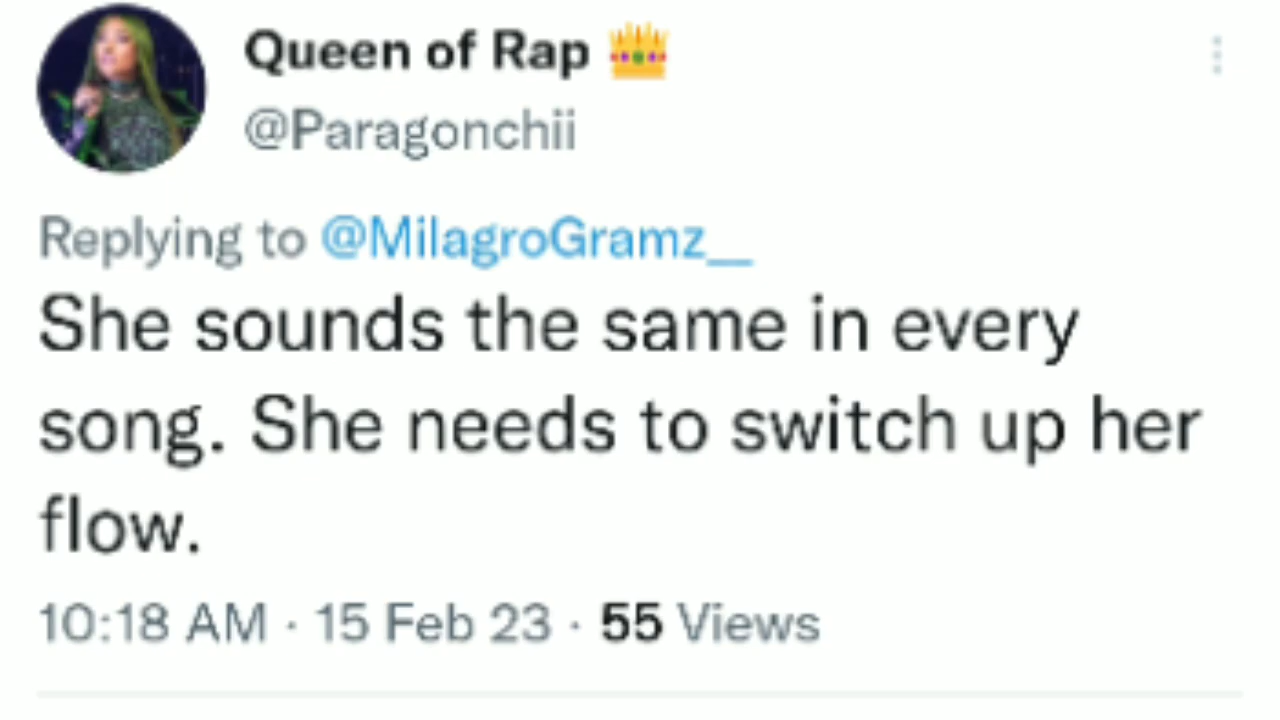 Queen of Rap 👑
@Paragonchii
Replying to @MilagroGramz__
She sounds the same in every
song. She needs to switch up her
flow.
10:18 AM · 15 Feb 23 · 55 Views